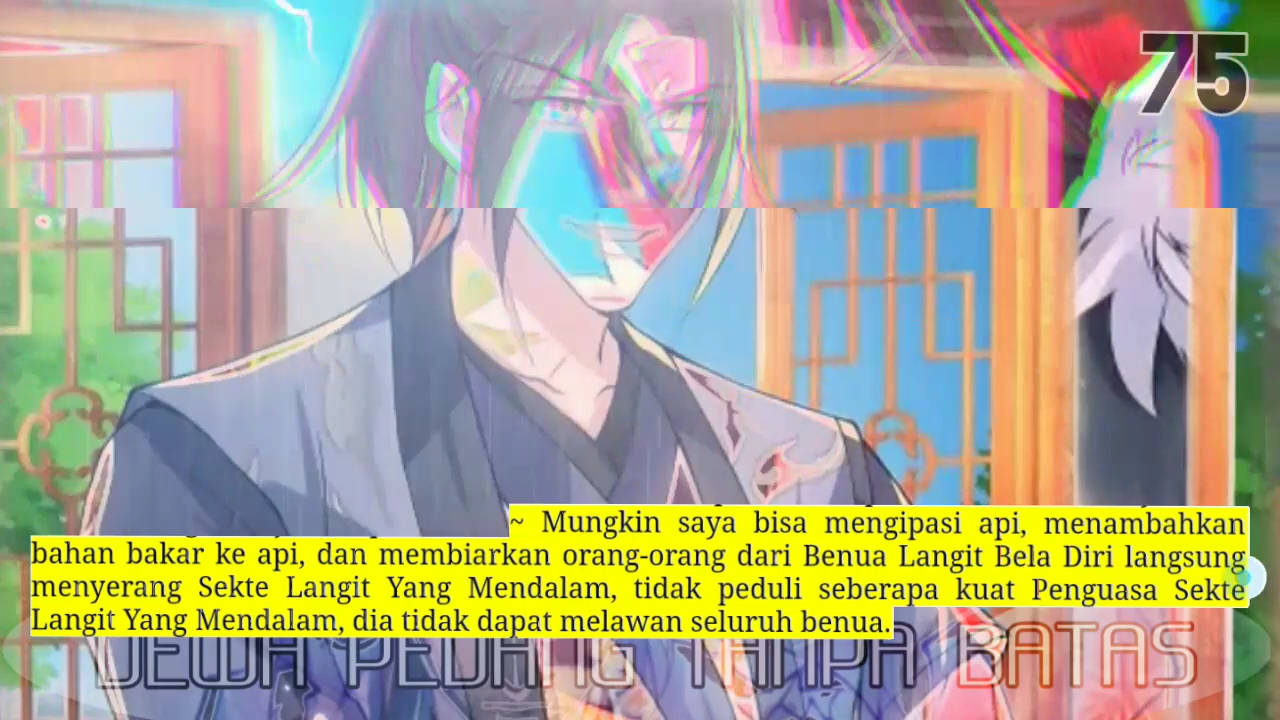 75
~ Mungkin saya bisa mengipasi api, menambahkan
bahan bakar ke api, dan membiarkan orang-orang dari Benua Langit Bela Diri langsung
menyerang Sekte Langit Yang Mendalam, tidak peduli seberapa kuat Penguasa Sekte
Langit Yang Mendalam, dia tidak dapat melawan seluruh benua.
DEWA PEDANG TANPA BATAS